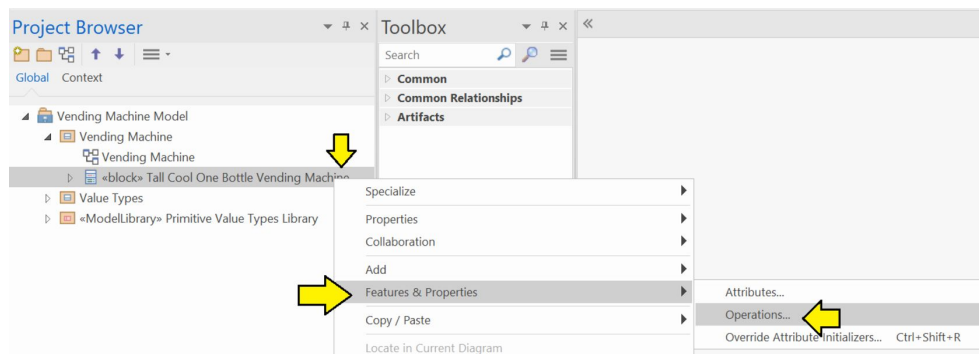 Project Browser
Toolbox
Search
Global Context
Common
Common Relationships
Artifacts
Vending Machine Model
Vending Machine
Vending Machine
«block» Tall Cool One Bottle Vending Machine
Value Types
«ModelLibrary» Primitive Value Types Library
Specialize
Properties
Collaboration
Add
Features & Properties
Copy / Paste
Locate in Current Diagram
Attributes...
Operations...
Override Attribute Initializers... Ctrl+Shift+R